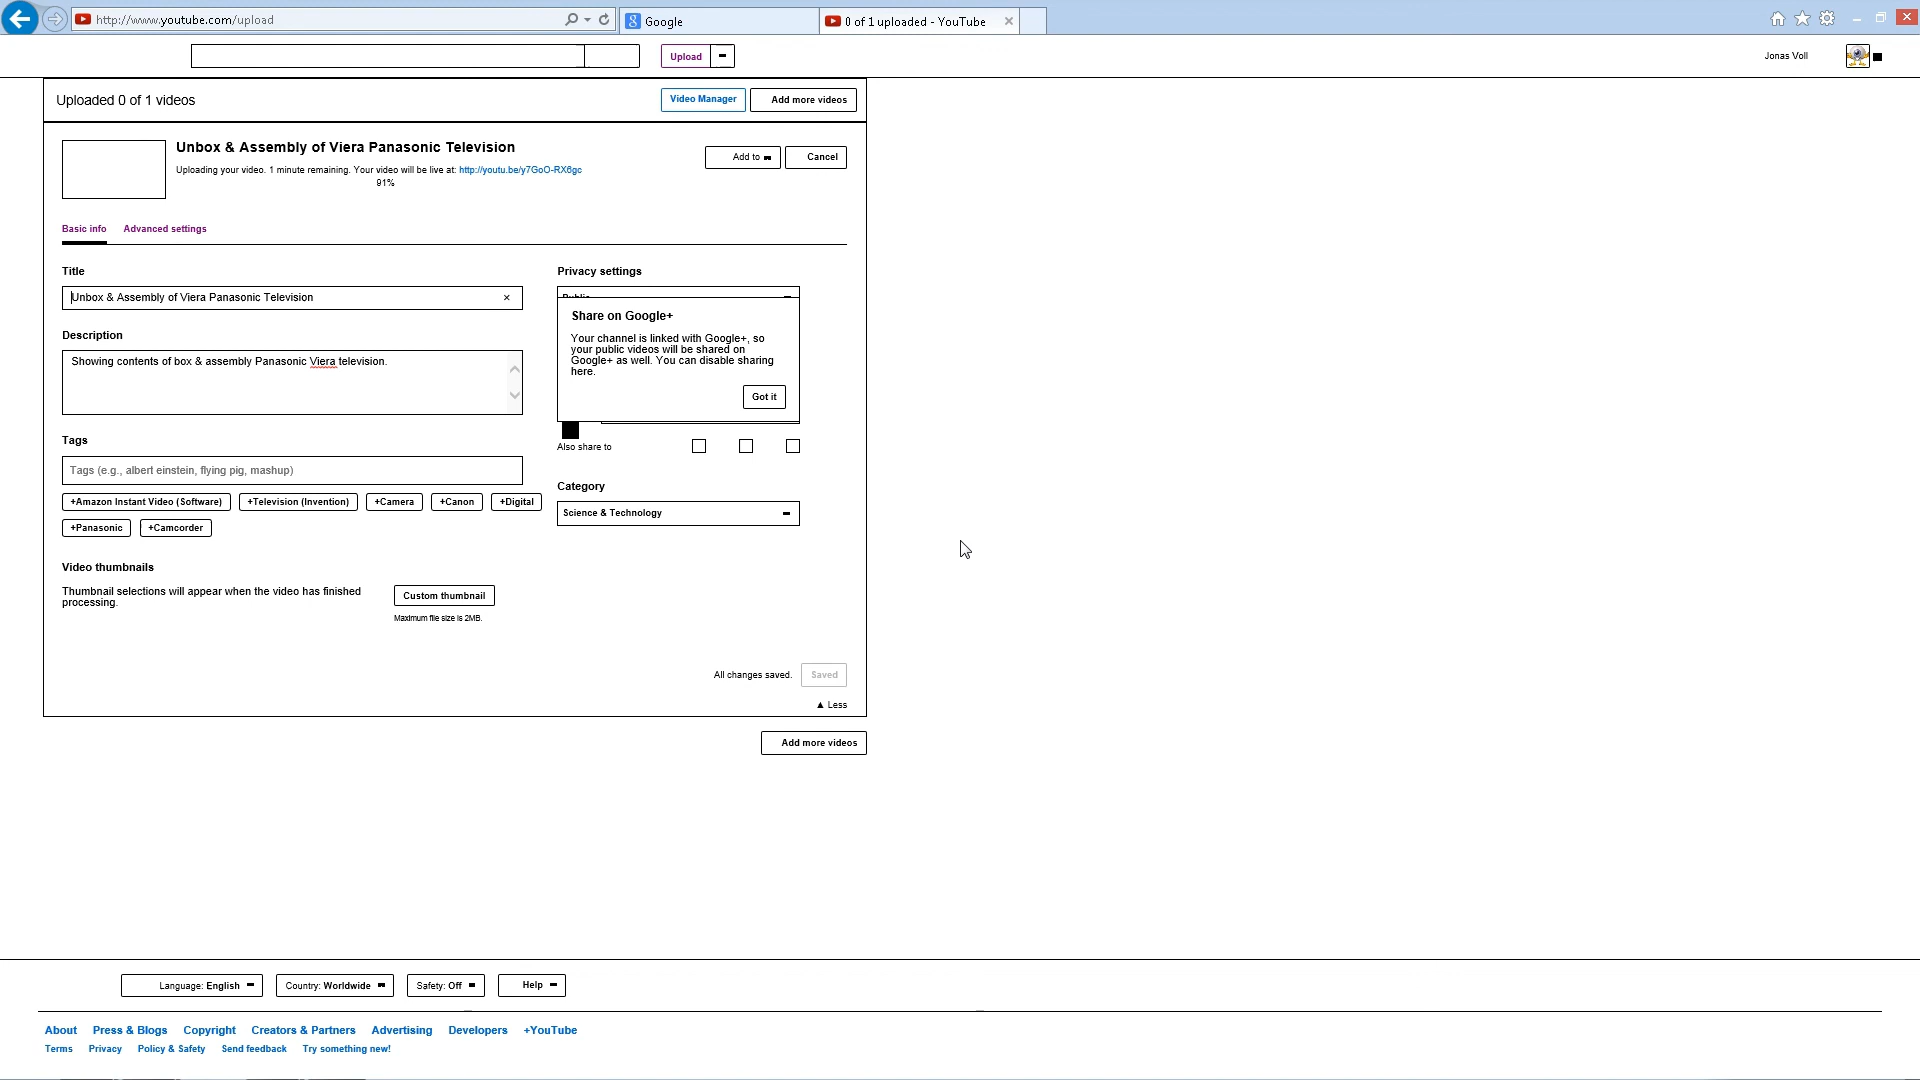 http://www.youtube.com/upload
Google
0 of 1 uploaded - YouTube
Upload
Jonas Voll
Uploaded 0 of 1 videos
Video Manager
Add more videos
Unbox & Assembly of Viera Panasonic Television
Uploading your video. 1 minute remaining. Your video will be live at: http://youtu.be/y7GoO-RX6gc
91%
Add to
Cancel
Basic info
Advanced settings
Title
Unbox & Assembly of Viera Panasonic Television
Description
Showing contents of box & assembly Panasonic Viera television.
Tags
Tags (e.g., albert einstein, flying pig, mashup)
+Amazon Instant Video (Software)
+Television (Invention)
+Camera
+Canon
+Digital
+Panasonic
+Camcorder
Privacy settings
Public
Share on Google+
Your channel is linked with Google+, so
your public videos will be shared on
Google+ as well. You can disable sharing
here.
Got it
Also share to
Category
Science & Technology
Video thumbnails
Thumbnail selections will appear when the video has finished
processing.
Custom thumbnail
Maximum file size is 2MB.
All changes saved.
Saved
▲ Less
Add more videos
Language: English
Country: Worldwide
Safety: Off
Help
About Press & Blogs Copyright Creators & Partners Advertising Developers +YouTube
Terms Privacy Policy & Safety Send feedback Try something new!